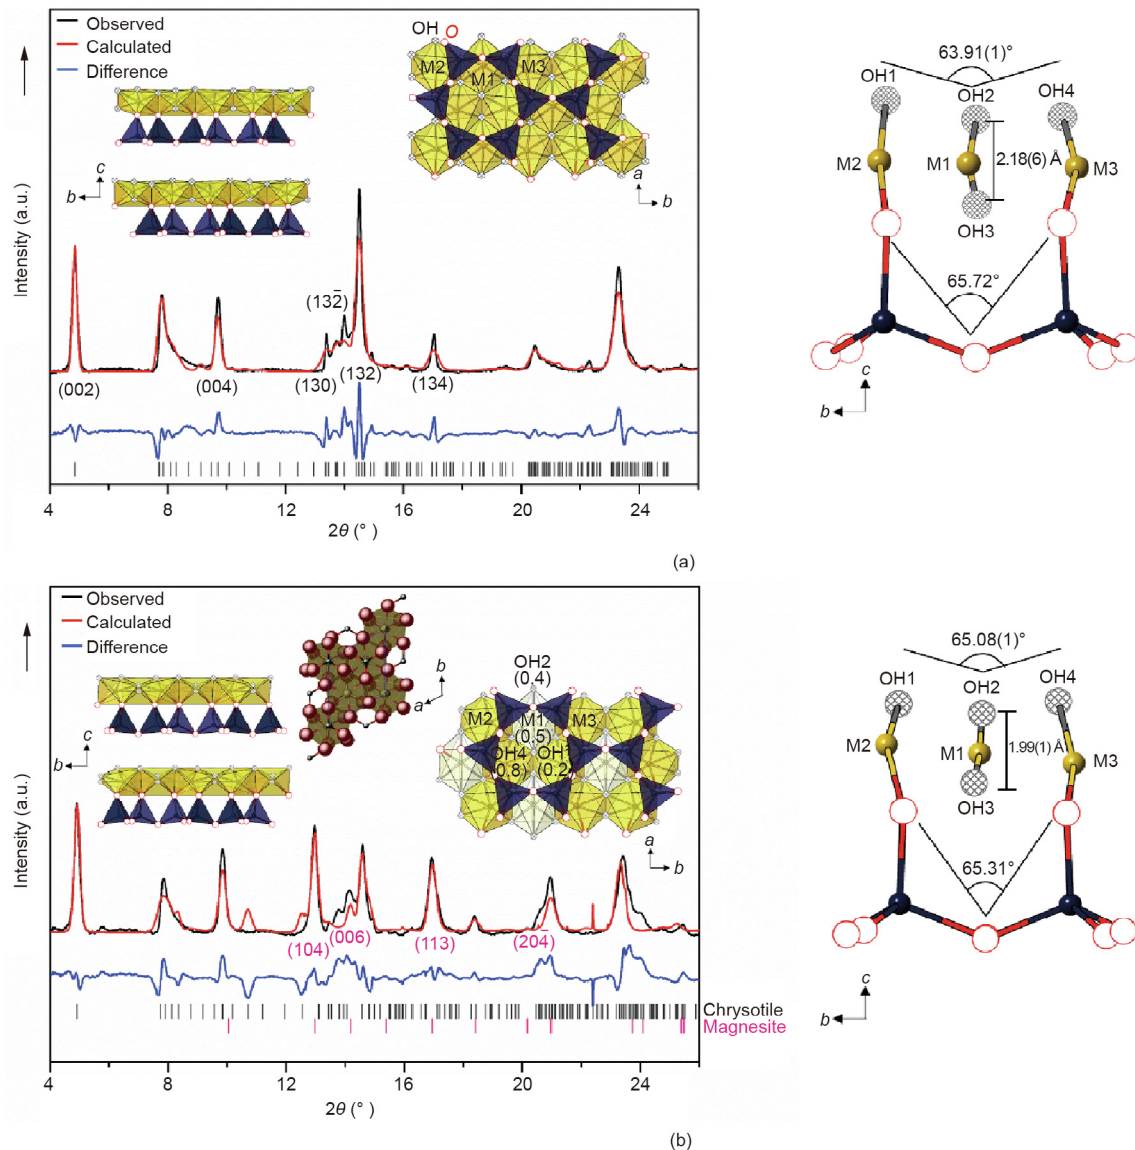 Observed
Calculated
Difference
OH O
M2 M1 M3
c
b
a
b
Intensity (a.u.)
(002)
(004)
(130)
(132̄)
(132)
(134)
4 8 12 16 20 24
2θ (°)
63.91(1)°
OH1
OH2
OH4
M2
M1
2.18(6) Å
M3
OH3
65.72°
c
b
(a)
Observed
Calculated
Difference
b
a
OH2
(0.4)
M2 M1 M3
(0.5)
OH4
(0.8) (0.2)
c
b
a
b
Intensity (a.u.)
(104)
(006)
(113)
(204̄)
Chrysotile
Magnesite
4 8 12 16 20 24
2θ (°)
65.08(1)°
OH1
OH2
OH4
M2
M1
1.99(1) Å
M3
OH3
65.31°
c
b
(b)